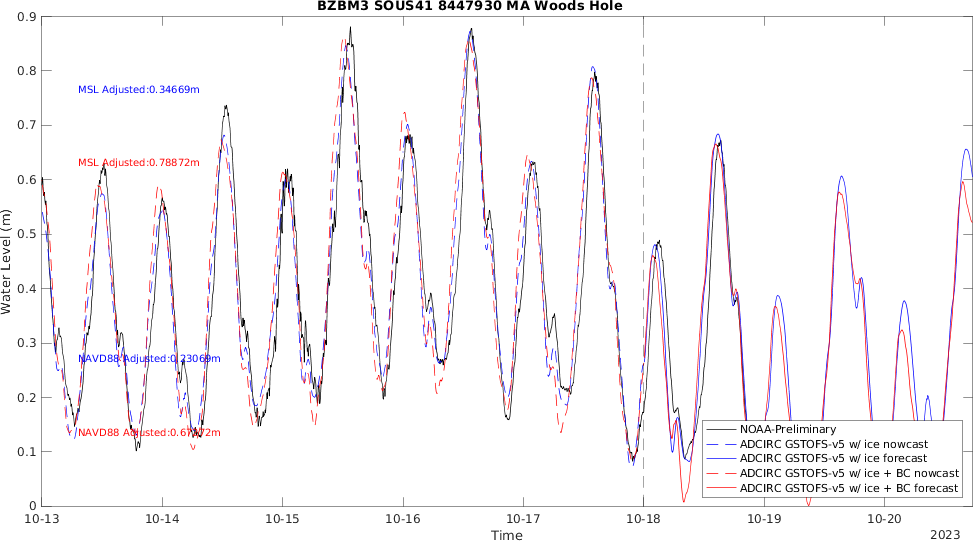 BZBM3 SOUS41 8447930 MA Woods Hole
0.9
0.8
0.7
0.6
0.5
0.4
0.3
0.2
0.1
0
Water Level (m)
MSL Adjusted:0.34669m
MSL Adjusted:0.78872m
NAVD88 Adjusted:0.23069m
NAVD88 Adjusted:
NOAA-Preliminary
ADCIRC GSTOFS-v5 w/ ice nowcast
ADCIRC GSTOFS-v5 w/ ice forecast
ADCIRC GSTOFS-v5 w/ ice + BC nowcast
ADCIRC GSTOFS-v5 w/ ice + BC forecast
10-13 10-14 10-15 10-16 10-17 10-18 10-19 10-20
Time
2023